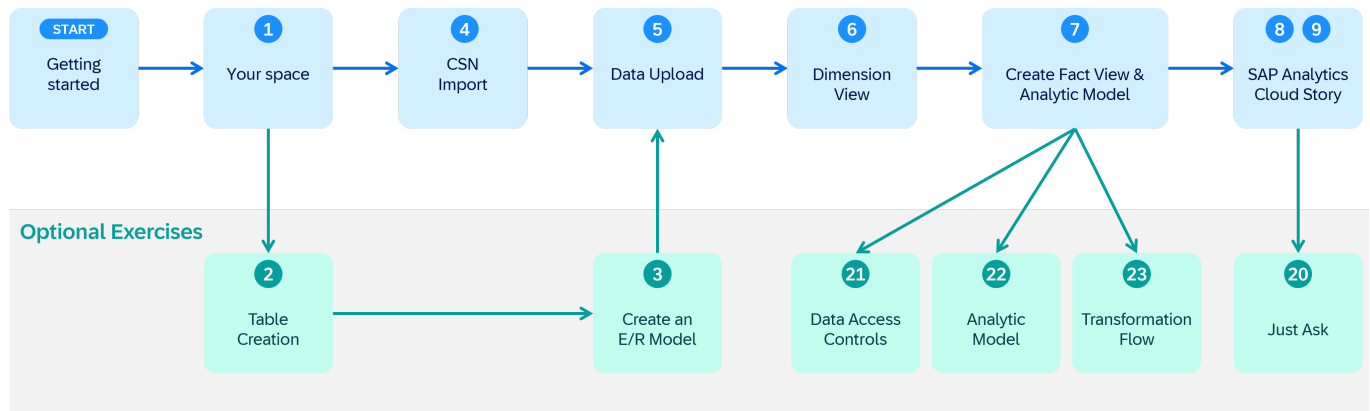 START
Getting
started
1
Your space
4
CSN
Import
5
Data Upload
6
Dimension
View
7
Create Fact View &
Analytic Model
8 9
SAP Analytics
Cloud Story
Optional Exercises
2
Table
Creation
3
Create an
E/R Model
21
Data Access
Controls
22
Analytic
Model
23
Transformation
Flow
20
Just Ask